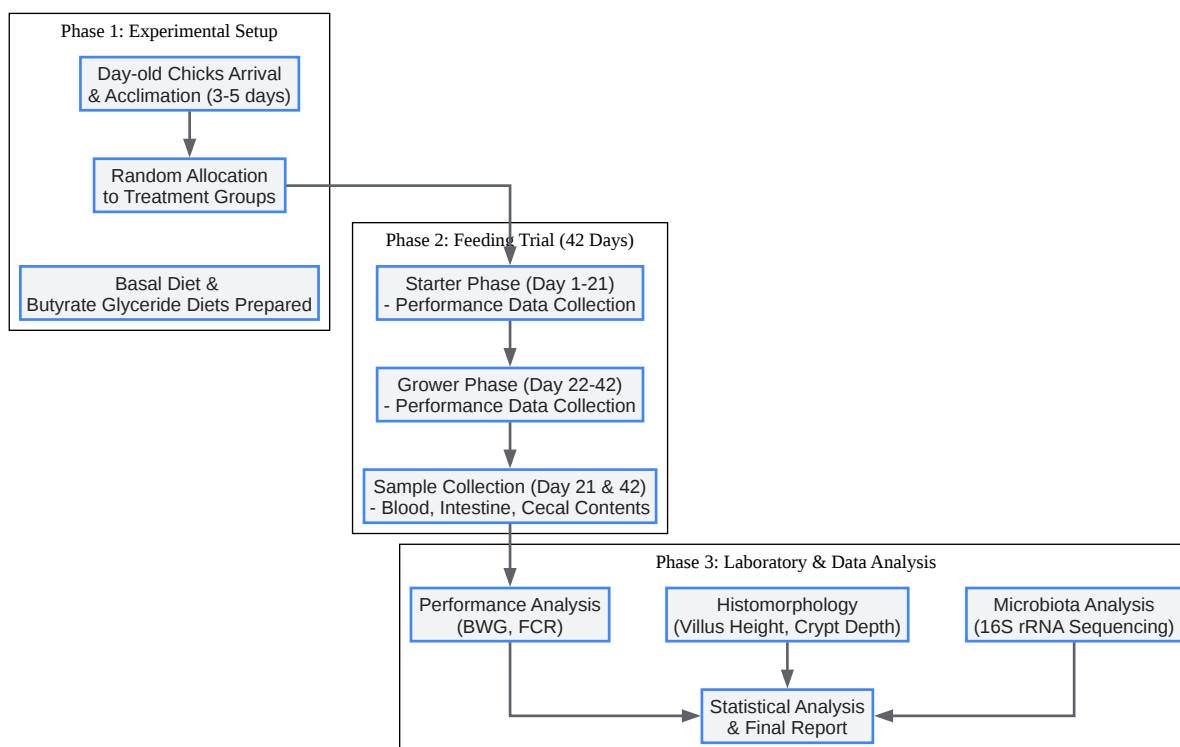 Phase 1: Experimental Setup
Day-old Chicks Arrival
& Acclimation (3-5 days)
Random Allocation
to Treatment Groups
Basal Diet &
Butyrate Glyceride Diets Prepared
Phase 2: Feeding Trial (42 Days)
Starter Phase (Day 1-21)
- Performance Data Collection
Grower Phase (Day 22-42)
- Performance Data Collection
Sample Collection (Day 21 & 42)
- Blood, Intestine, Cecal Contents
Phase 3: Laboratory & Data Analysis
Performance Analysis
(BWG, FCR)
Histomorphology
(Villus Height, Crypt Depth)
Microbiota Analysis
(16S rRNA Sequencing)
Statistical Analysis
& Final Report